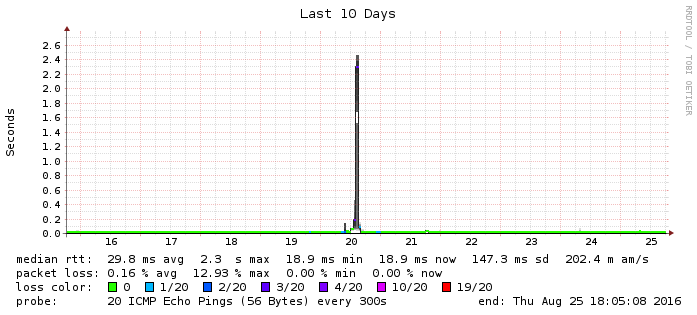 Last 10 Days
RRDTOOL / TOBI OETIKER
Seconds
2.6
2.4
2.2
2.0
1.8
1.6
1.4
1.2
1.0
0.8
0.6
0.4
0.2
0.0
16 17 18 19 20 21 22 23 24 25
median rtt: 29.8 ms avg 2.3 s max 18.9 ms min 18.9 ms now 147.3 ms sd 202.4 m am/s
packet loss: 0.16 % avg 12.93 % max 0.00 % min 0.00 % now
loss color: 0 1/20 2/20 3/20 4/20 10/20 19/20
probe: 20 ICMP Echo Pings (56 Bytes) every 300s end: Thu Aug 25 18:05:08 2016